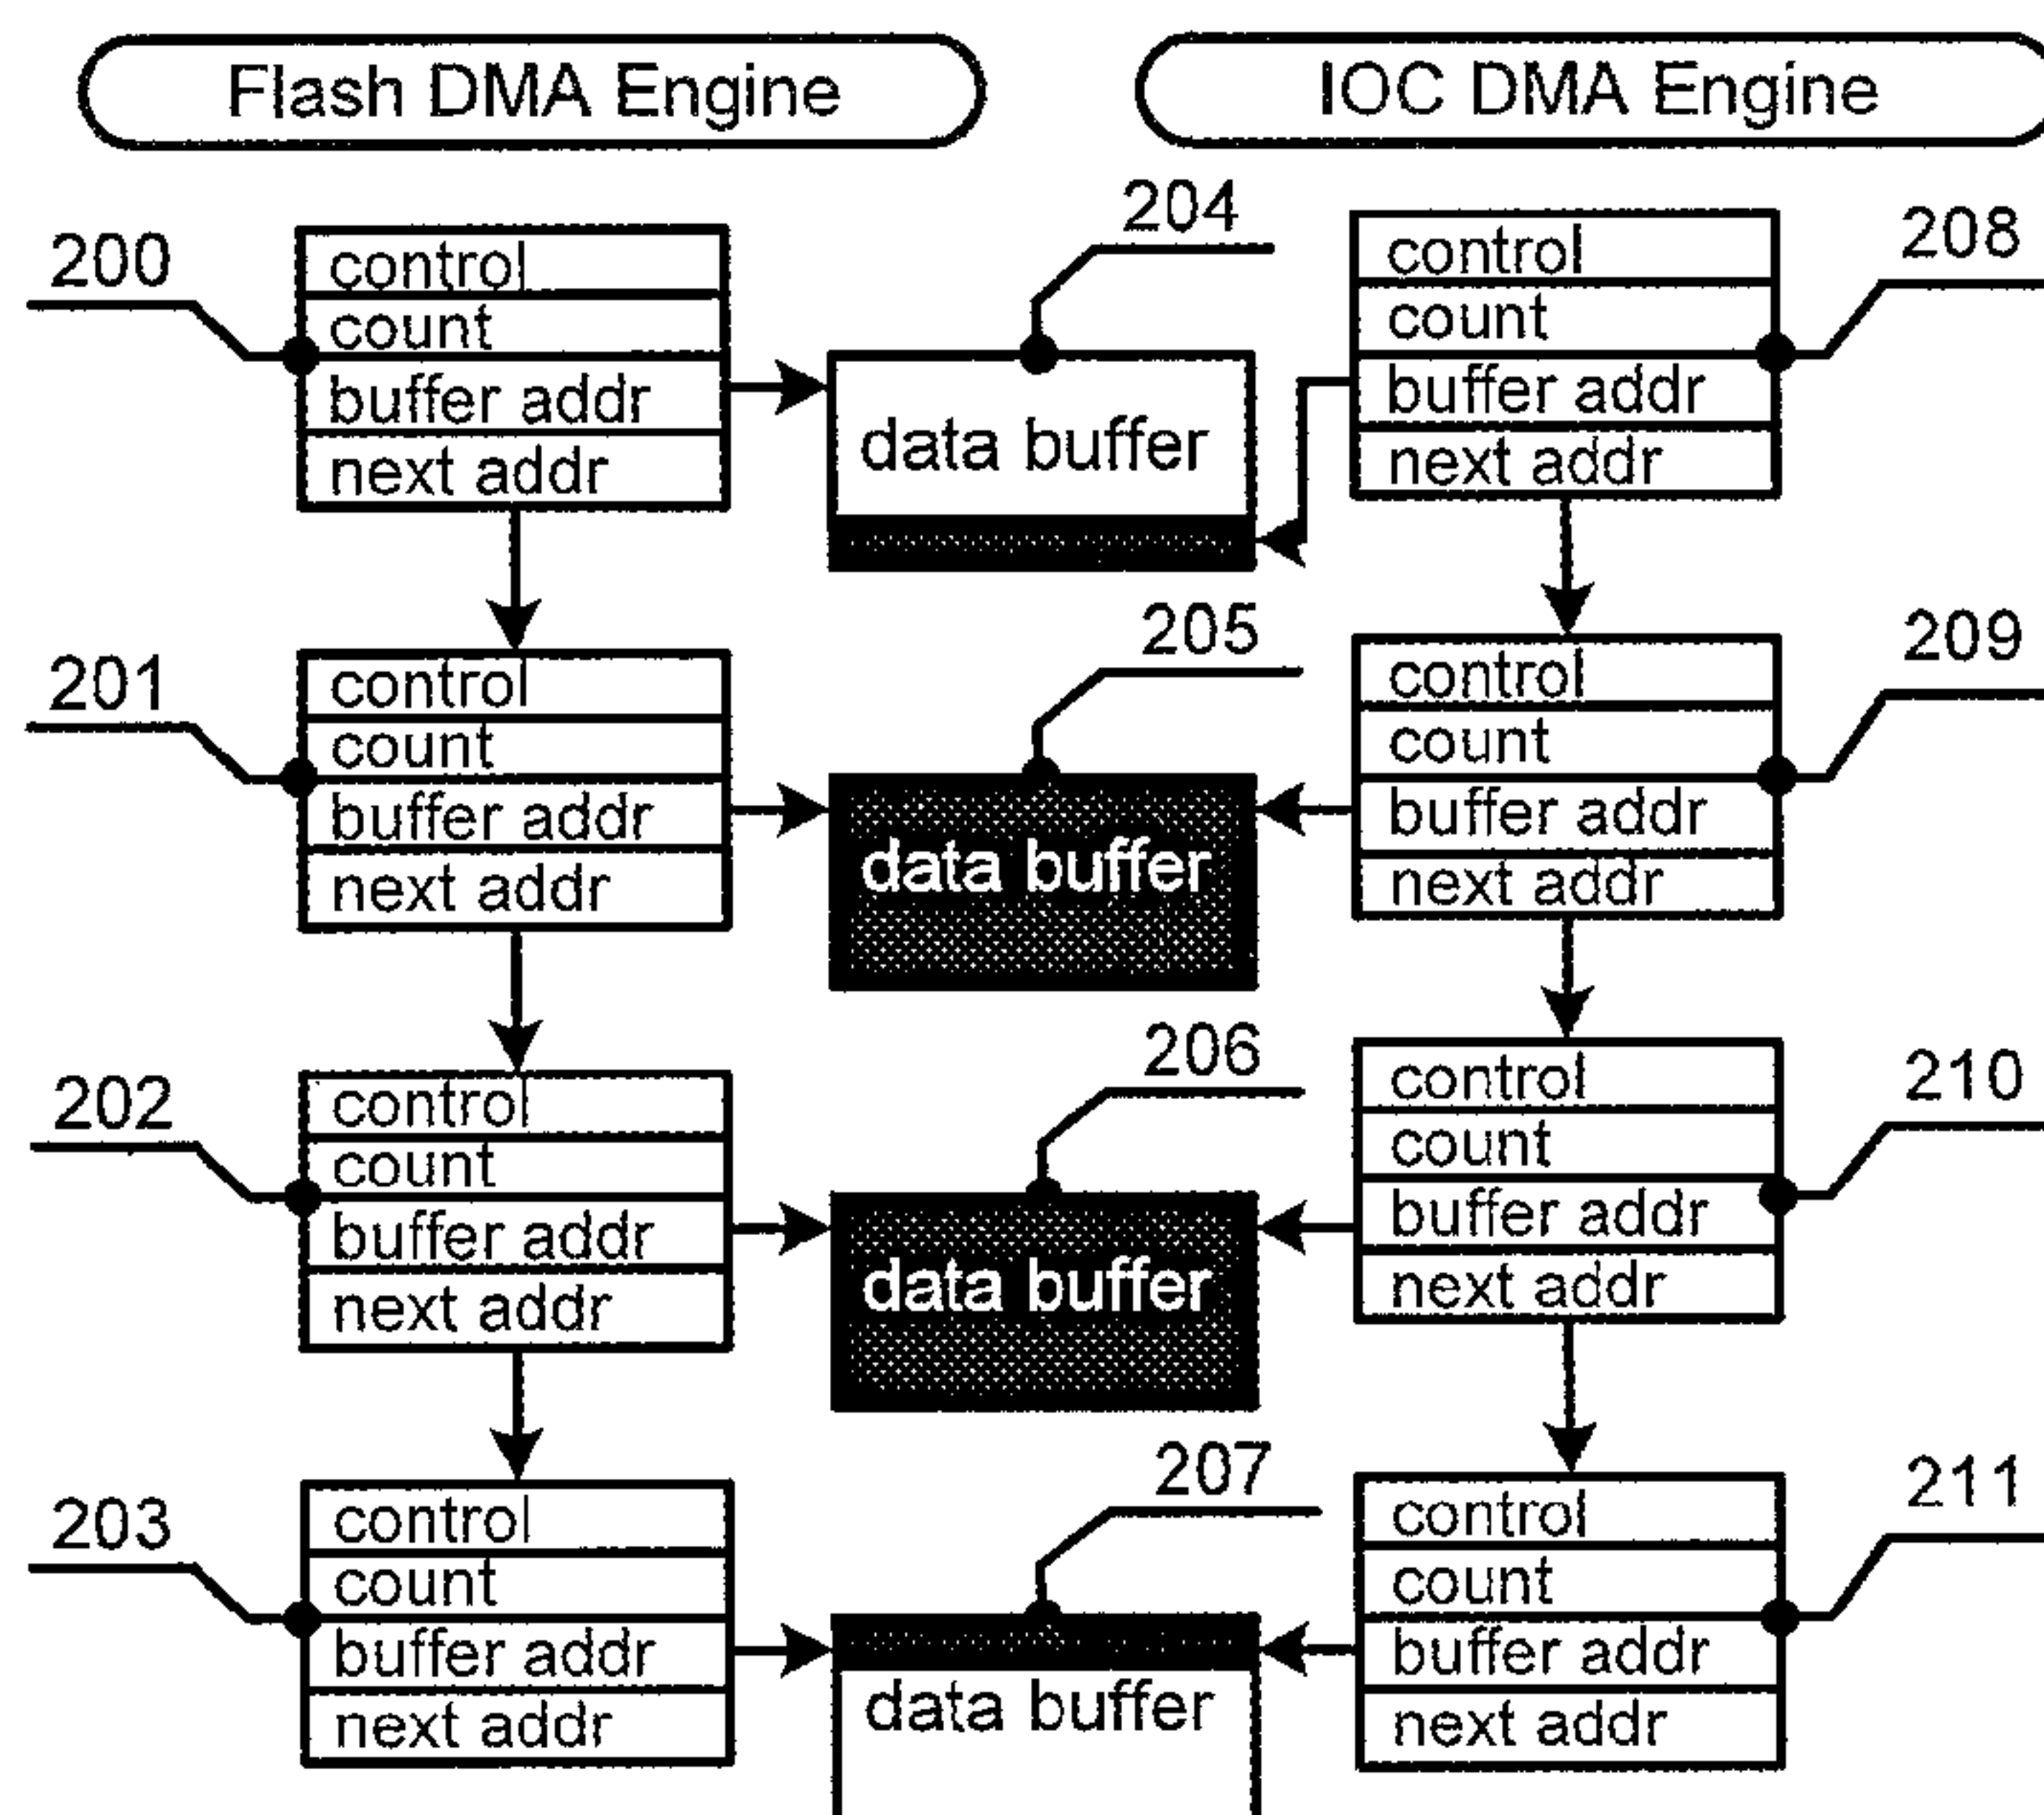 Flash DMA Engine
IOC DMA Engine
200
control
count
buffer addr
next addr
204
data buffer
208
control
count
buffer addr
next addr
201
control
count
buffer addr
next addr
205
data buffer
209
control
count
buffer addr
next addr
202
control
count
buffer addr
next addr
206
data buffer
210
control
count
buffer addr
next addr
203
control
count
buffer addr
next addr
207
data buffer
211
control
count
buffer addr
next addr